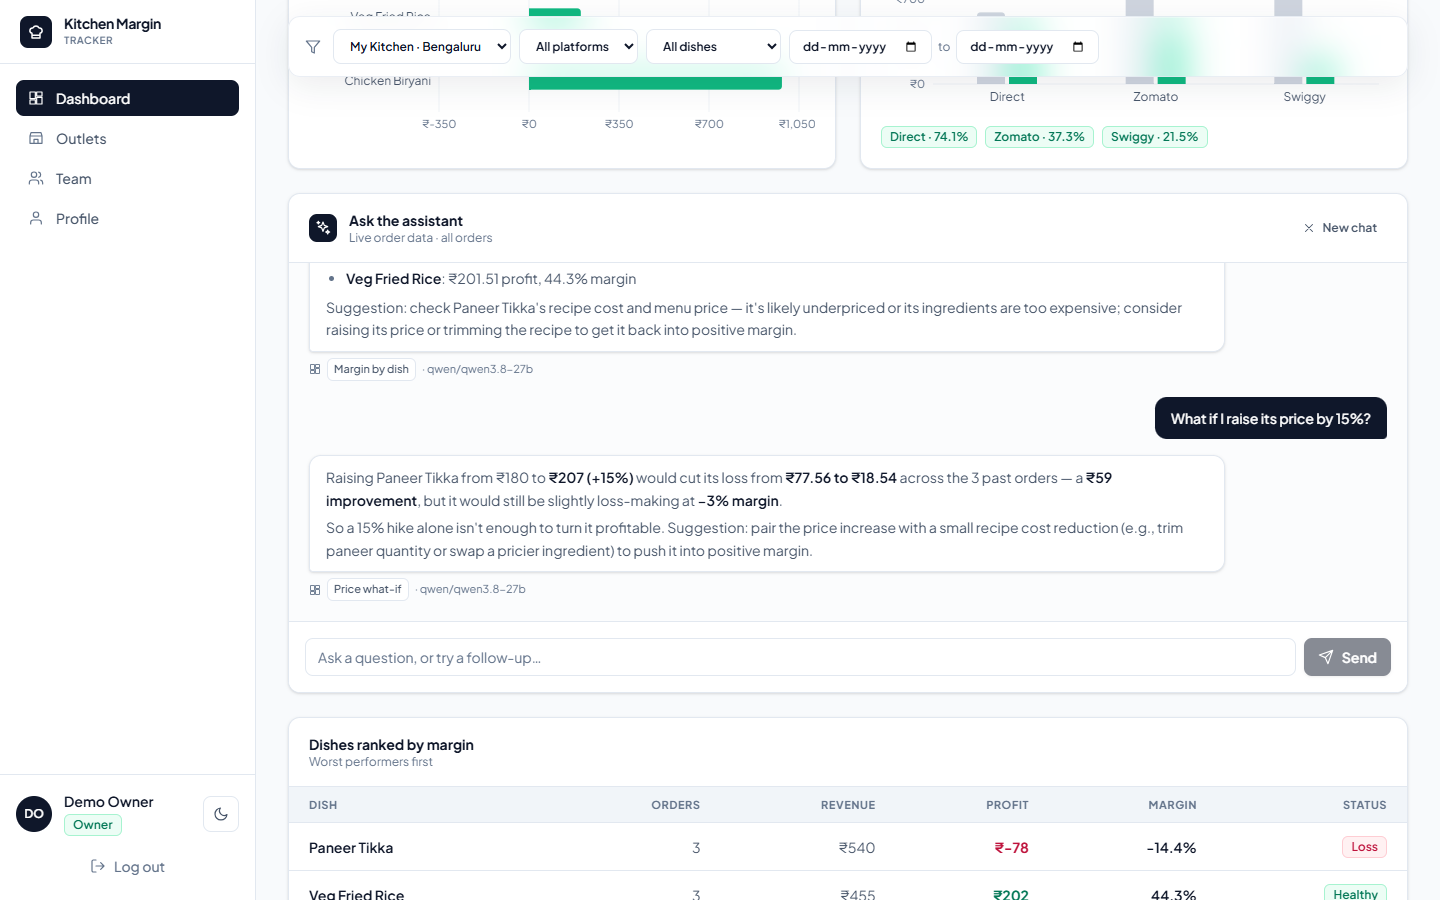 Kitchen Margin
TRACKER
Dashboard
Outlets
Team
Profile
Demo Owner
DO
Owner
Log out
My Kitchen · Bengaluru
All platforms
All dishes
dd-mm-yyyy
to
dd-mm-yyyy
Veg Fried Rice
Chicken Biryani
₹-350
₹0
₹350
₹700
₹1,050
₹700
₹0
Direct
Zomato
Swiggy
Direct · 74.1%
Zomato · 37.3%
Swiggy · 21.5%
Ask the assistant
Live order data · all orders
New chat
• Veg Fried Rice: ₹201.51 profit, 44.3% margin
Suggestion: check Paneer Tikka's recipe cost and menu price — it's likely underpriced or its ingredients are too expensive; consider
raising its price or trimming the recipe to get it back into positive margin.
Margin by dish · qwen/qwen3.8-27b
What if I raise its price by 15%?
Raising Paneer Tikka from ₹180 to ₹207 (+15%) would cut its loss from ₹77.56 to ₹18.54 across the 3 past orders — a ₹59
improvement, but it would still be slightly loss-making at −3% margin.
So a 15% hike alone isn't enough to turn it profitable. Suggestion: pair the price increase with a small recipe cost reduction (e.g., trim
paneer quantity or swap a pricier ingredient) to push it into positive margin.
Price what-if · qwen/qwen3.8-27b
Ask a question, or try a follow-up…
Send
Dishes ranked by margin
Worst performers first
DISH ORDERS REVENUE PROFIT MARGIN STATUS
Paneer Tikka 3 ₹540 ₹-78 -14.4% Loss
Veg Fried Rice 3 ₹455 ₹202 44.3% Healthy